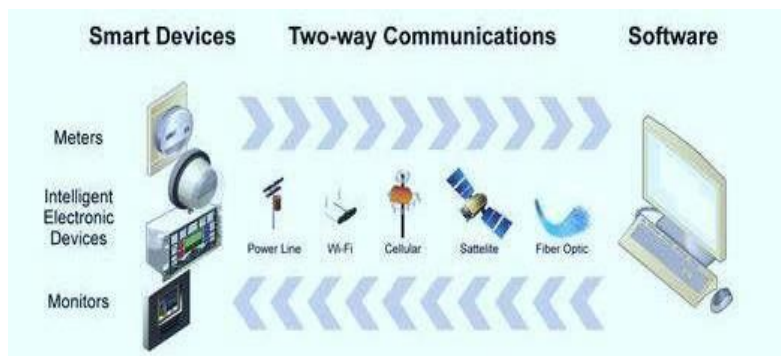 Smart Devices Two-way Communications Software
Meters
Intelligent
Electronic
Devices
Power Line Wi-Fi Cellular Sattelite Fiber Optic
Monitors